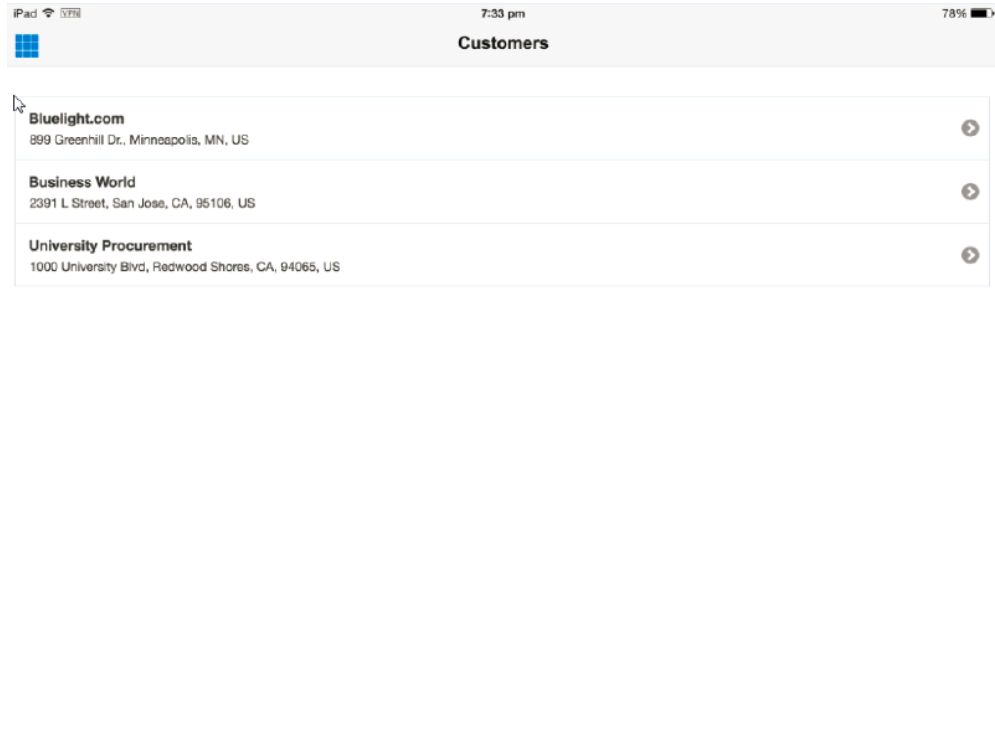 iPad VPN 7:33 pm 78%
Customers
Bluelight.com
899 Greenhill Dr., Minneapolis, MN, US
Business World
2391 L Street, San Jose, CA, 95106, US
University Procurement
1000 University Blvd, Redwood Shores, CA, 94065, US